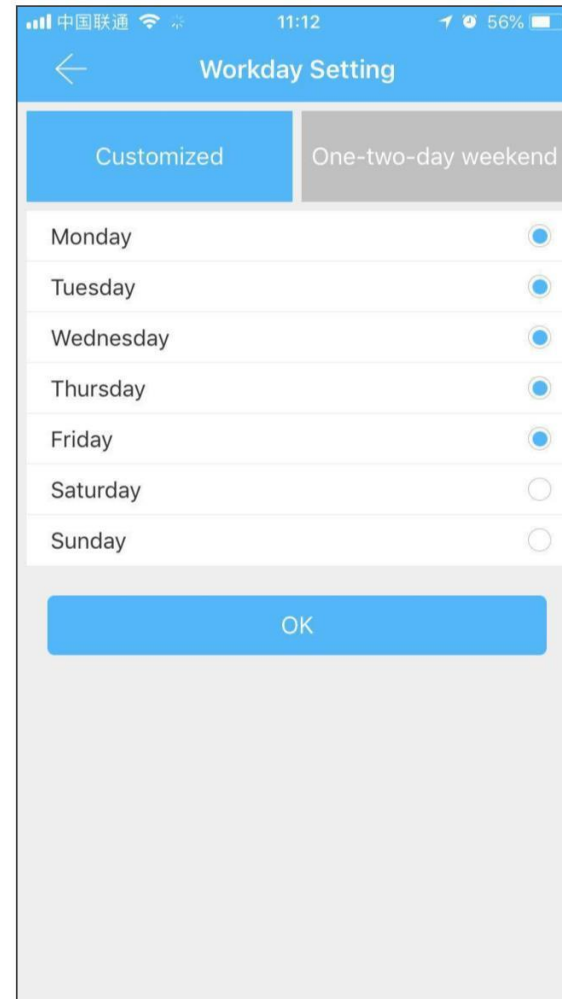 中国联通 11:12 56%
Workday Setting
Customized One-two-day weekend
Monday
Tuesday
Wednesday
Thursday
Friday
Saturday
Sunday
OK